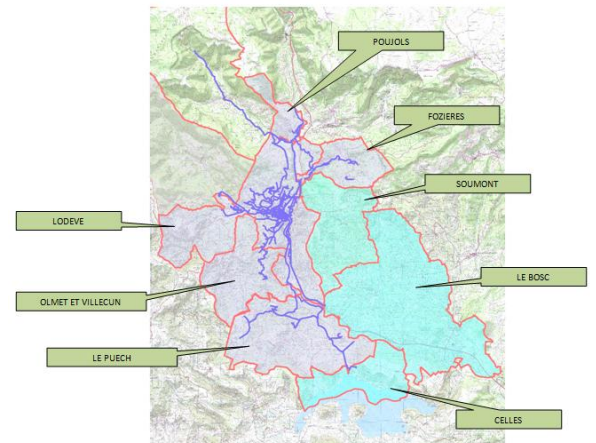 POUJOLS
FOZIERES
SOUMONT
LODEVE
LE BOSC
OLMET ET VILLECUN
LE PUECH
CELLES